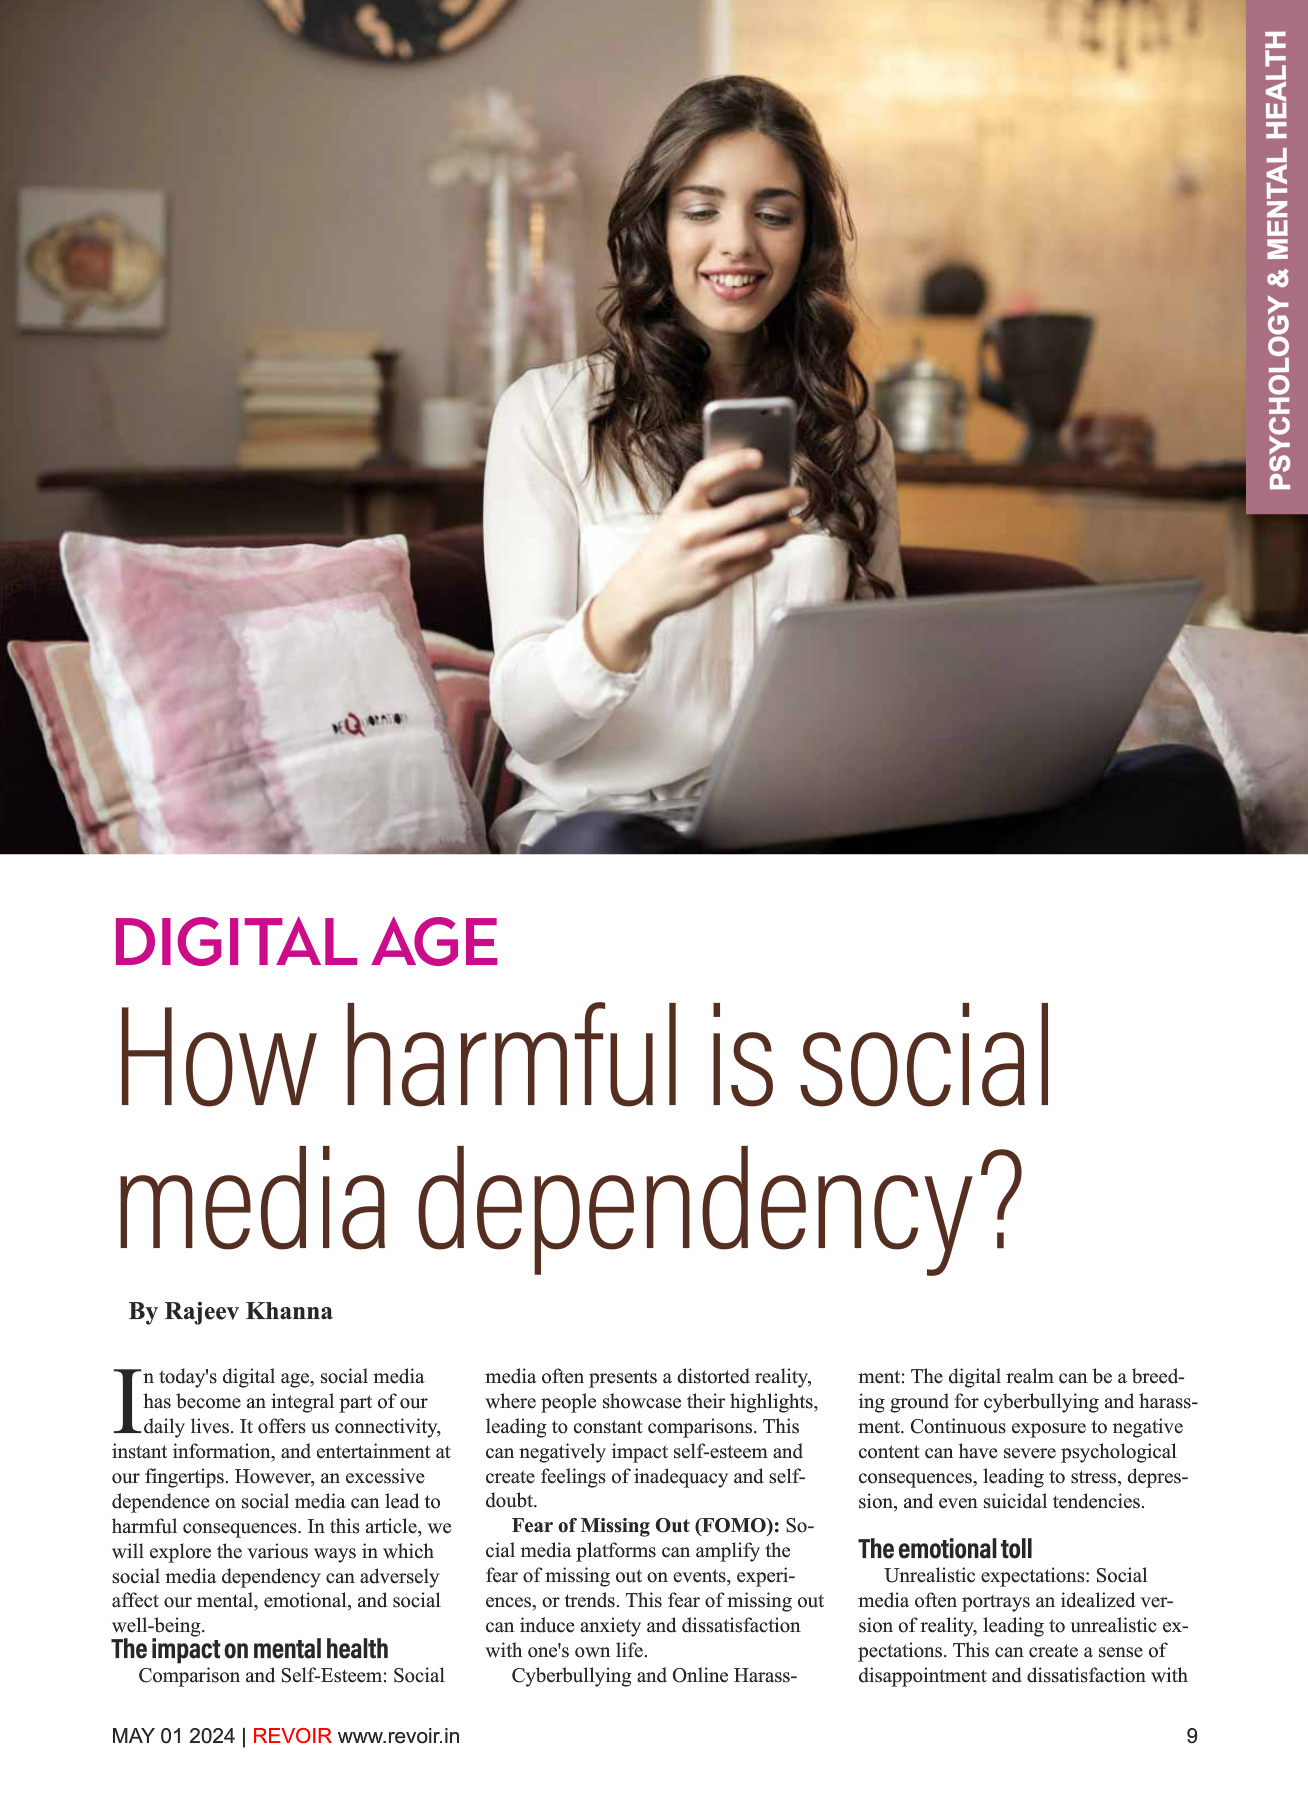 PSYCHOLOGY & MENTAL HEALTH
DEQORATION
DIGITAL AGE
How harmful is social
media dependency?
By Rajeev Khanna
In today's digital age, social media
has become an integral part of our
daily lives. It offers us connectivity,
instant information, and entertainment at
our fingertips. However, an excessive
dependence on social media can lead to
harmful consequences. In this article, we
will explore the various ways in which
social media dependency can adversely
affect our mental, emotional, and social
well-being.
The impact on mental health
Comparison and Self-Esteem: Social
media often presents a distorted reality,
where people showcase their highlights,
leading to constant comparisons. This
can negatively impact self-esteem and
create feelings of inadequacy and self-
doubt.
Fear of Missing Out (FOMO): So-
cial media platforms can amplify the
fear of missing out on events, experi-
ences, or trends. This fear of missing out
can induce anxiety and dissatisfaction
with one's own life.
Cyberbullying and Online Harass-
ment: The digital realm can be a breed-
ing ground for cyberbullying and harass-
ment. Continuous exposure to negative
content can have severe psychological
consequences, leading to stress, depres-
sion, and even suicidal tendencies.
The emotional toll
Unrealistic expectations: Social
media often portrays an idealized ver-
sion of reality, leading to unrealistic ex-
pectations. This can create a sense of
disappointment and dissatisfaction with
MAY 01 2024 | REVOIR www.revoir.in
9